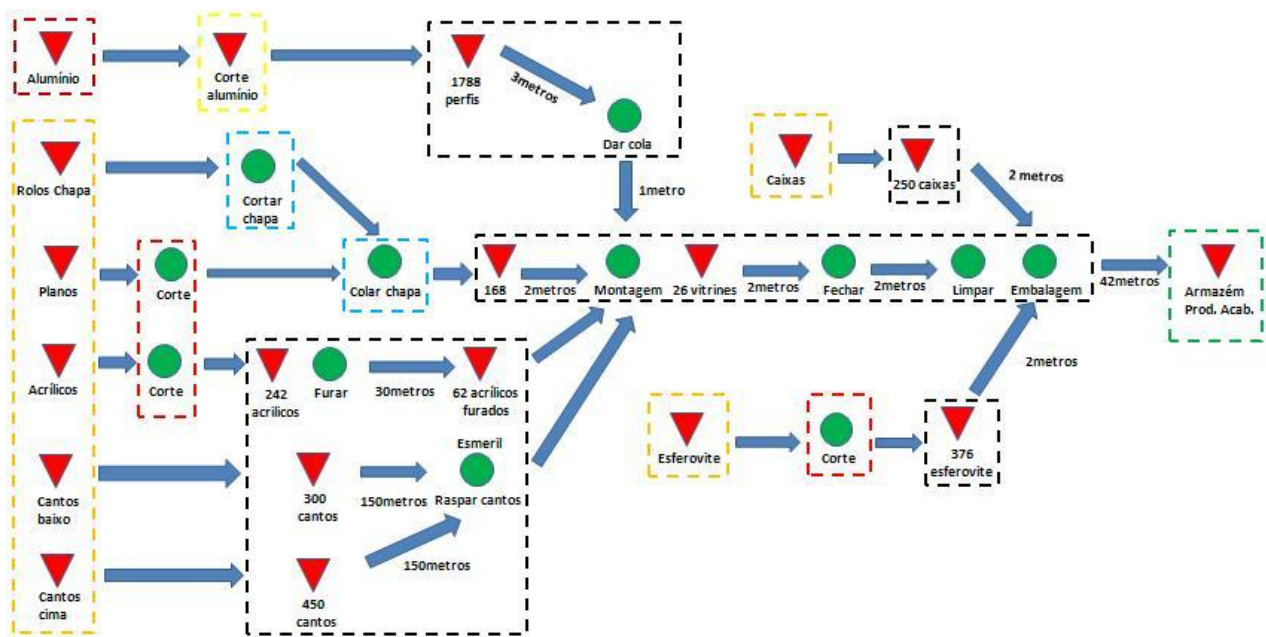 Alumínio
Corte
alumínio
1788
perfis
3metros
Dar cola
1metro
Rolos Chapa
Cortar
chapa
Caixas
250 caixas
2 metros
Planos
Corte
Colar chapa
168
2metros
Montagem
26 vitrines
2metros
Fechar
2metros
Limpar
Embalagem
42metros
Armazém
Prod. Acab.
Acrílicos
Corte
242
acrilicos
Furar
30metros
62 acrílicos
furados
2metros
Esferovite
Corte
376
esferovite
Cantos
baixo
300
cantos
150metros
Esmeril
Raspar cantos
Cantos
cima
450
cantos
150metros